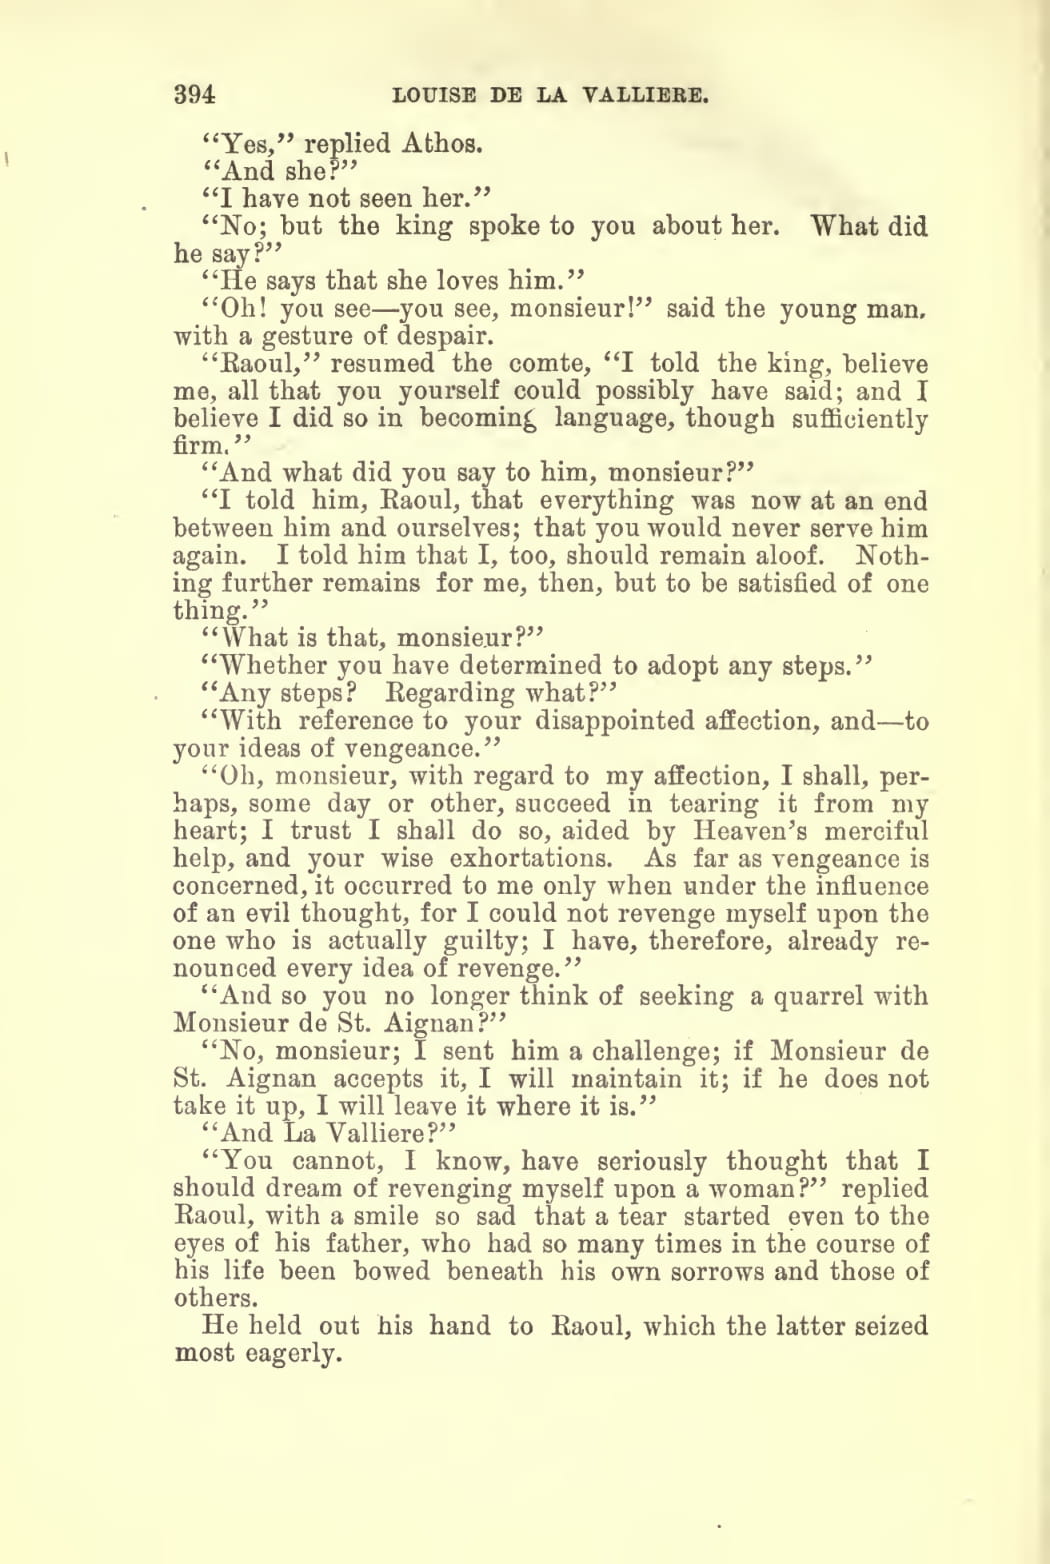 394 LOUISE DE LA VALLIERE.
“Yes,” replied Athos.
“And she?”
“I have not seen her.”
“No; but the king spoke to you about her. What did
he say?”
“He says that she loves him.”
“Oh! you see—you see, monsieur!” said the young man,
with a gesture of despair.
“Raoul,” resumed the comte, “I told the king, believe
me, all that you yourself could possibly have said; and I
believe I did so in becoming language, though sufficiently
firm.”
“And what did you say to him, monsieur?”
“I told him, Raoul, that everything was now at an end
between him and ourselves; that you would never serve him
again. I told him that I, too, should remain aloof. Noth-
ing further remains for me, then, but to be satisfied of one
thing.”
“What is that, monsieur?”
“Whether you have determined to adopt any steps.”
“Any steps? Regarding what?”
“With reference to your disappointed affection, and—to
your ideas of vengeance.”
“Oh, monsieur, with regard to my affection, I shall, per-
haps, some day or other, succeed in tearing it from my
heart; I trust I shall do so, aided by Heaven’s merciful
help, and your wise exhortations. As far as vengeance is
concerned, it occurred to me only when under the influence
of an evil thought, for I could not revenge myself upon the
one who is actually guilty; I have, therefore, already re-
nounced every idea of revenge.”
“And so you no longer think of seeking a quarrel with
Monsieur de St. Aignan?”
“No, monsieur; I sent him a challenge; if Monsieur de
St. Aignan accepts it, I will maintain it; if he does not
take it up, I will leave it where it is.”
“And La Valliere?”
“You cannot, I know, have seriously thought that I
should dream of revenging myself upon a woman?” replied
Raoul, with a smile so sad that a tear started even to the
eyes of his father, who had so many times in the course of
his life been bowed beneath his own sorrows and those of
others.
He held out his hand to Raoul, which the latter seized
most eagerly.